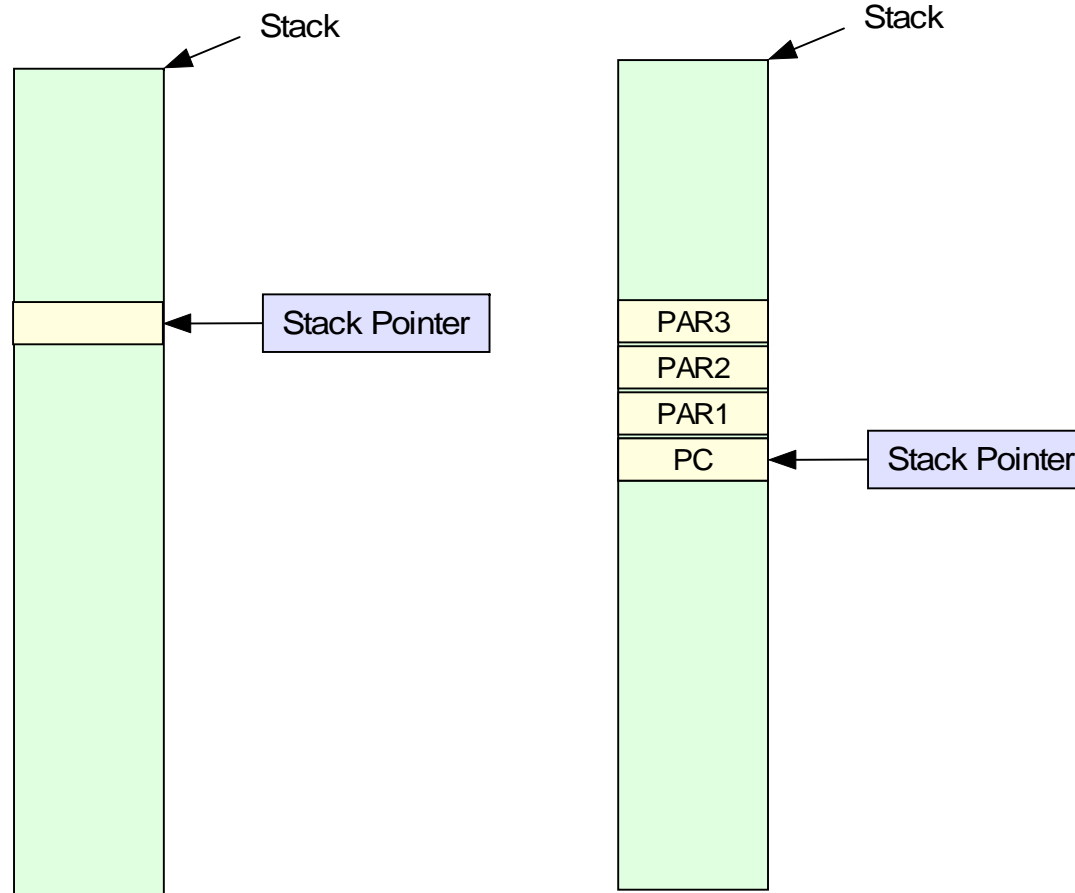 Stack
Stack Pointer
Stack
PAR3
PAR2
PAR1
PC
Stack Pointer